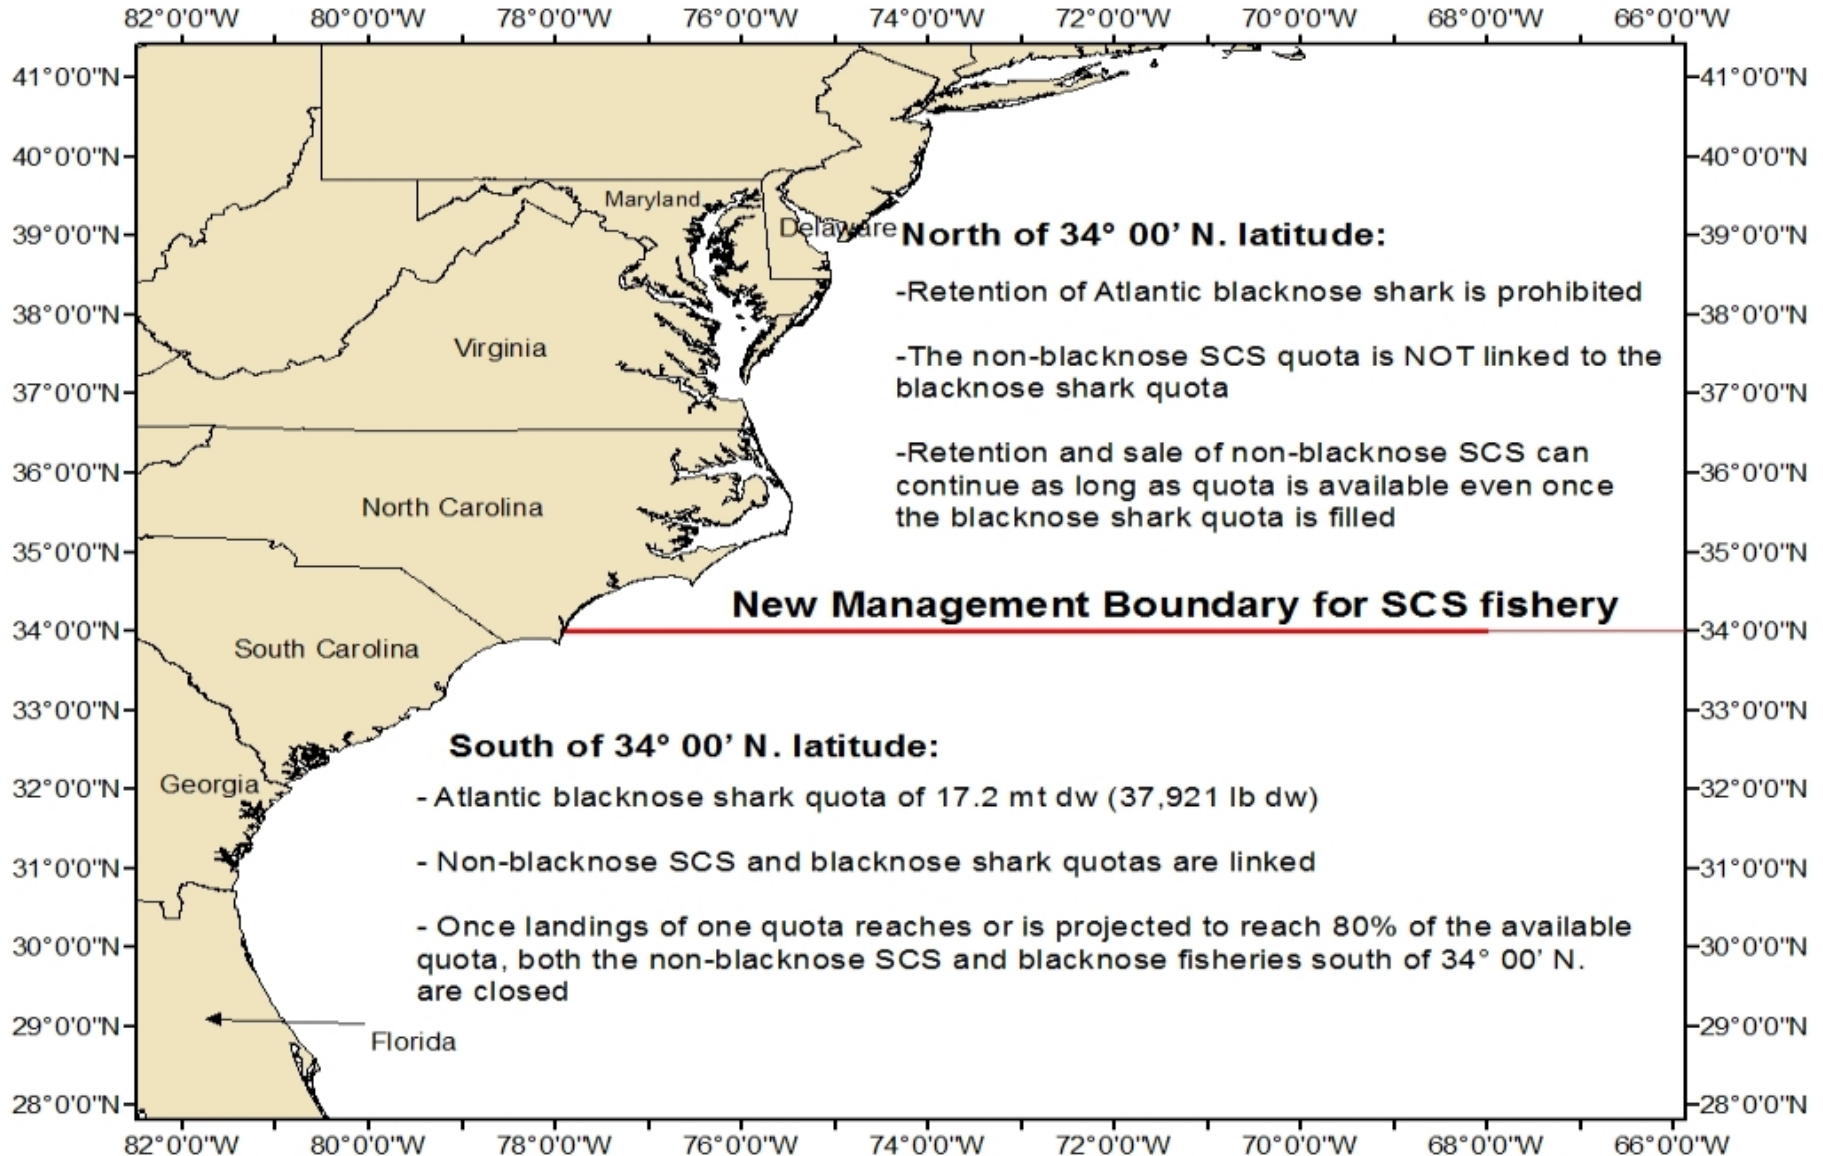 82°0'0"W 80°0'0"W 78°0'0"W 76°0'0"W 74°0'0"W 72°0'0"W 70°0'0"W 68°0'0"W 66°0'0"W
41°0'0"N 41°0'0"N
40°0'0"N 40°0'0"N
Maryland
39°0'0"N Delaware North of 34° 00’ N. latitude: 39°0'0"N
-Retention of Atlantic blacknose shark is prohibited
38°0'0"N 38°0'0"N
Virginia
-The non-blacknose SCS quota is NOT linked to the
blacknose shark quota
37°0'0"N 37°0'0"N
-Retention and sale of non-blacknose SCS can
36°0'0"N 36°0'0"N
continue as long as quota is available even once
North Carolina
the blacknose shark quota is filled
35°0'0"N 35°0'0"N
New Management Boundary for SCS fishery
34°0'0"N 34°0'0"N
South Carolina
33°0'0"N 33°0'0"N
South of 34° 00’ N. latitude:
Georgia
32°0'0"N 32°0'0"N
- Atlantic blacknose shark quota of 17.2 mt dw (37,921 lb dw)
- Non-blacknose SCS and blacknose shark quotas are linked
31°0'0"N 31°0'0"N
- Once landings of one quota reaches or is projected to reach 80% of the available
30°0'0"N 30°0'0"N
quota, both the non-blacknose SCS and blacknose fisheries south of 34° 00’ N.
are closed
29°0'0"N 29°0'0"N
Florida
28°0'0"N 28°0'0"N
82°0'0"W 80°0'0"W 78°0'0"W 76°0'0"W 74°0'0"W 72°0'0"W 70°0'0"W 68°0'0"W 66°0'0"W